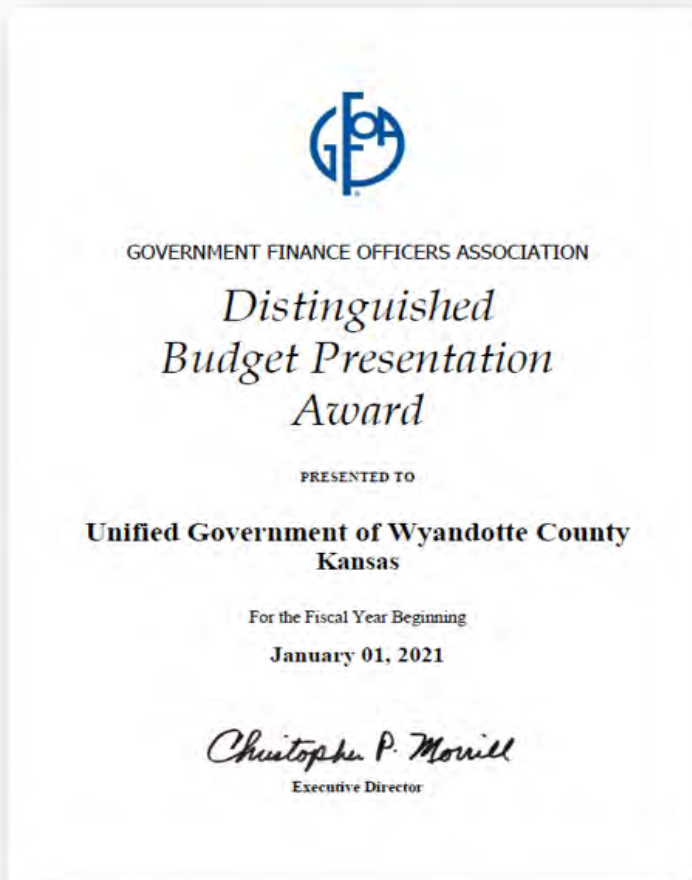 GFOA
GOVERNMENT FINANCE OFFICERS ASSOCIATION
Distinguished
Budget Presentation
Award
PRESENTED TO
Unified Government of Wyandotte County
Kansas
For the Fiscal Year Beginning
January 01, 2021
Christopher P. Morrill
Executive Director